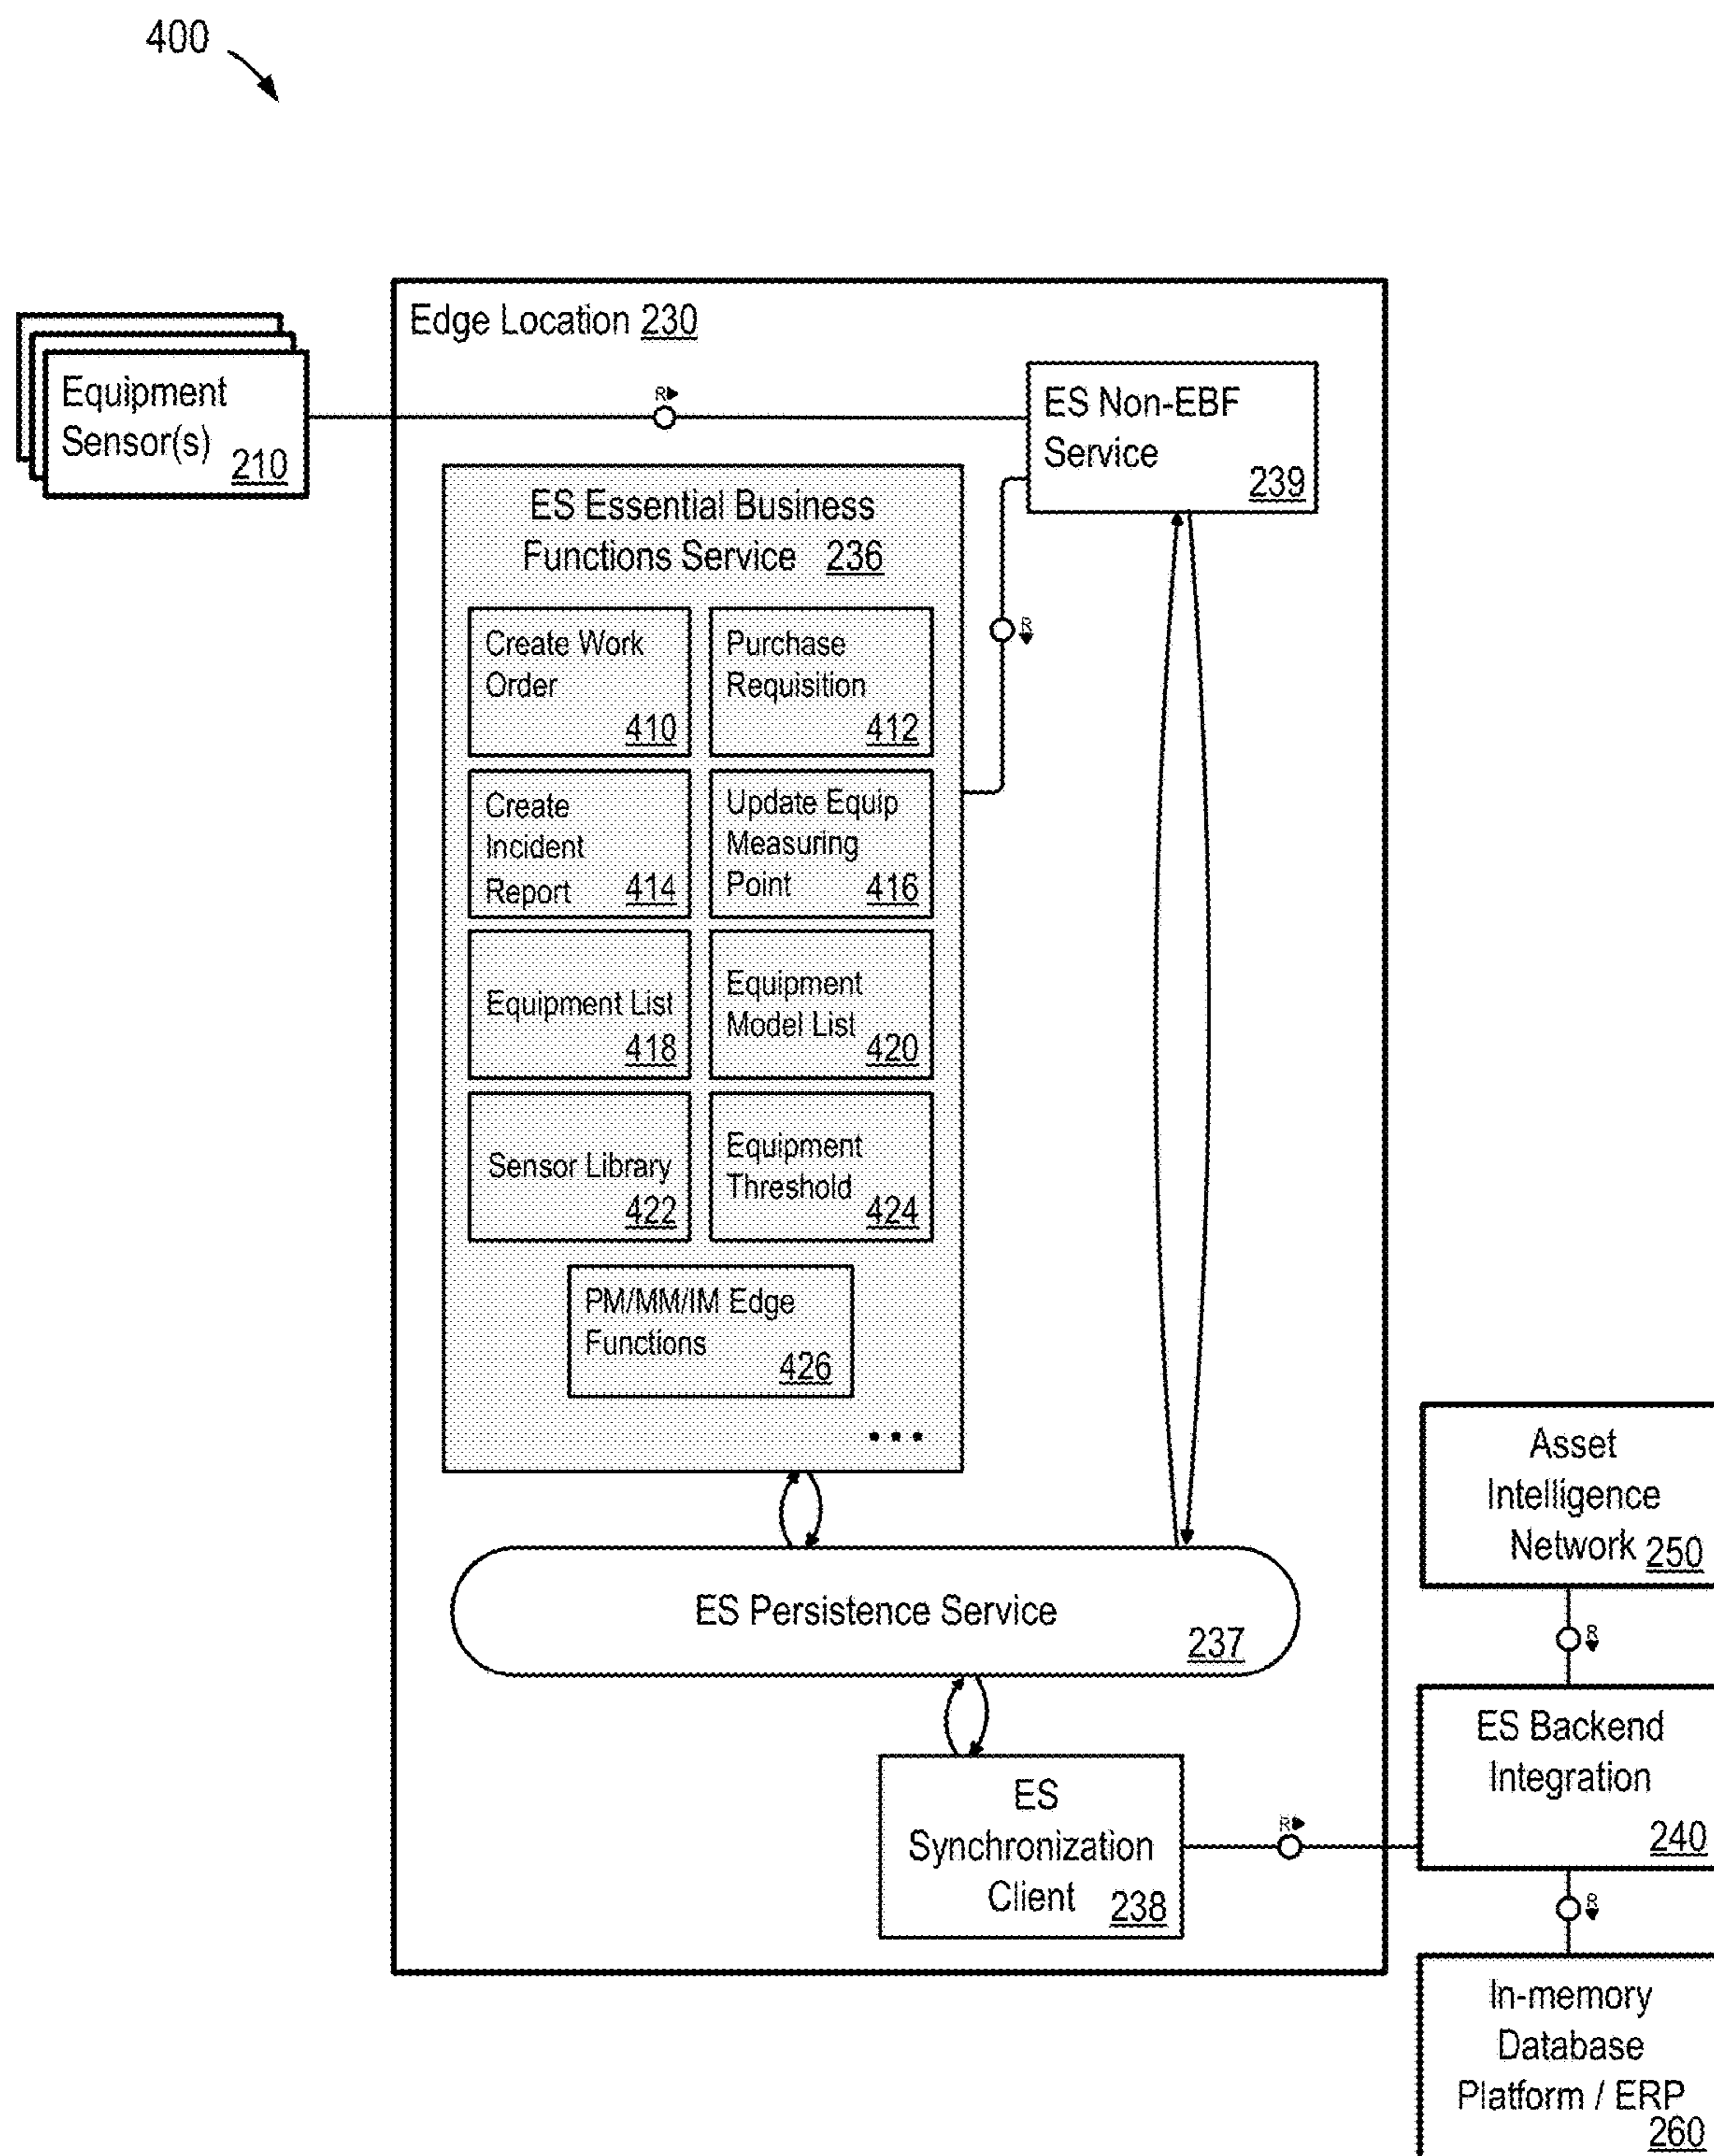 400
Edge Location 230
Equipment
Sensor(s) 210
R
ES Non-EBF
Service
239
ES Essential Business
Functions Service 236
R
Create Work
Order
410
Purchase
Requisition
412
Create
Incident
Report 414
Update Equip
Measuring
Point 416
Equipment List
418
Equipment
Model List
420
Sensor Library
422
Equipment
Threshold
424
PM/MM/IM Edge
Functions
426
...
ES Persistence Service
237
ES
Synchronization
Client 238
R
Asset
Intelligence
Network 250
R
ES Backend
Integration
240
R
In-memory
Database
Platform / ERP
260